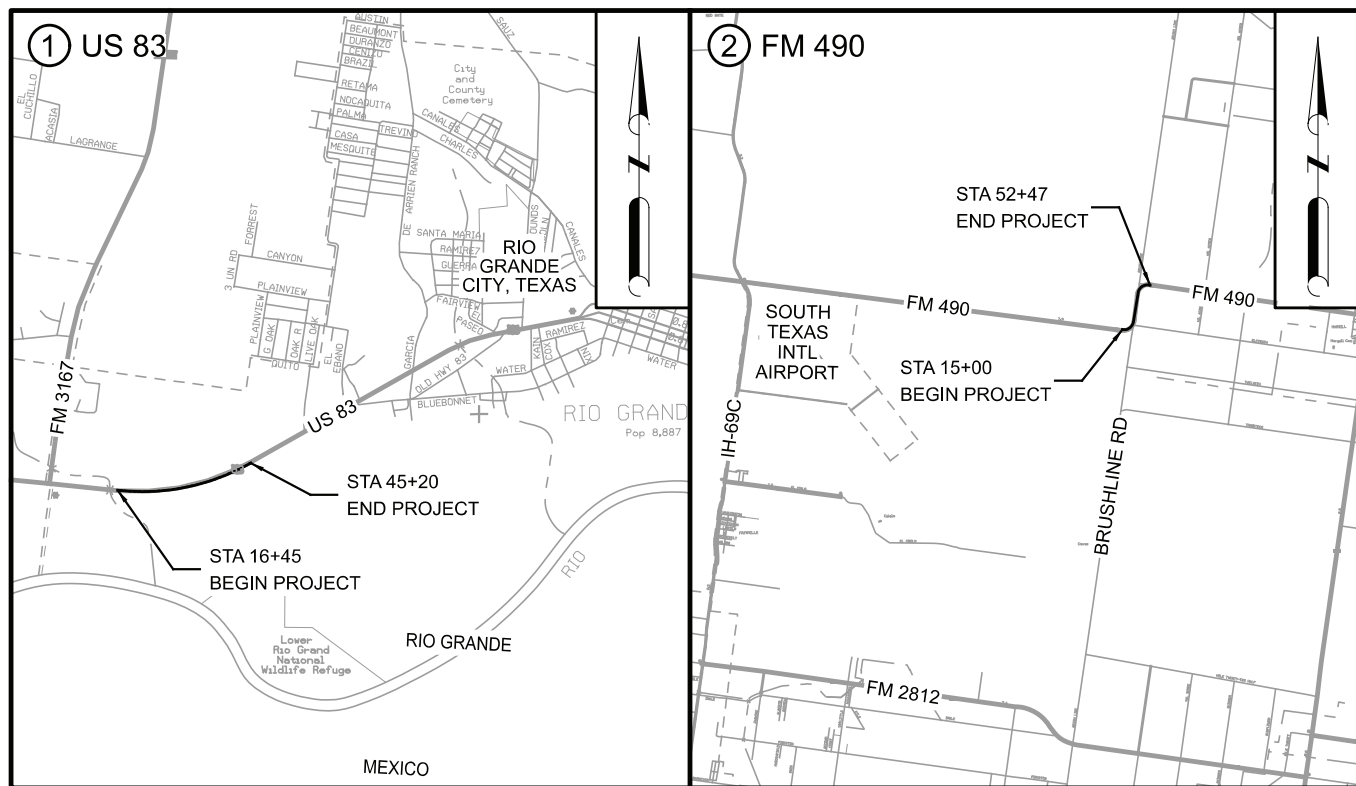 1 US 83
AUSTIN
BEAUMONT
DURANZO
CENIZO
BRAZIL
RETAMA
NOCAQUITA
PALMA
CASA
MESQUITE
TREVINO
SAUZ
City
and
County
Cemetery
CANALES
CHARLES
EL
CUCHILLO
ACASIA
LAGRANGE
DE ARRIEN RANCH
CANALES
SANTA MARIA
RAMIREZ
GUERRA
RIO
GRANDE
CITY, TEXAS
FORREST
3 UN RD
CANYON
PLAINVIEW
PLAINVIEW
G OAK
OAK R
LIVE OAK
QUITO
EL
EBANO
GARCIA
FAIRVIEW
EL
PASEO
OLD HWY 83
RAMIREZ
KAIN
COX
NIX
WATER
WATER
BLUEBONNET
FM 3167
US 83
RIO GRAND
Pop 8,887
STA 45+20
END PROJECT
STA 16+45
BEGIN PROJECT
RIO
RIO GRANDE
Lower
Rio Grand
National
Wildlife Refuge
MEXICO
N
2 FM 490
STA 52+47
END PROJECT
FM 490
FM 490
SOUTH
TEXAS
INTL
AIRPORT
STA 15+00
BEGIN PROJECT
IH-69C
BRUSHLINE RD
FM 2812
N